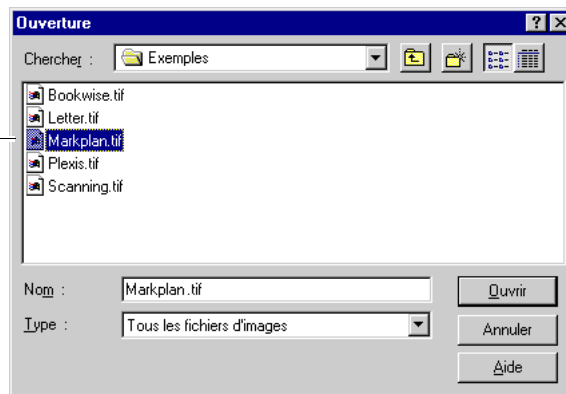 Ouverture
Chercher : Exemples
Bookwise.tif
Letter.tif
Markplan.tif
Plexis.tif
Scanning.tif
Nom : Markplan .tif Ouvrir
Type : Tous les fichiers d'images Annuler
Aide